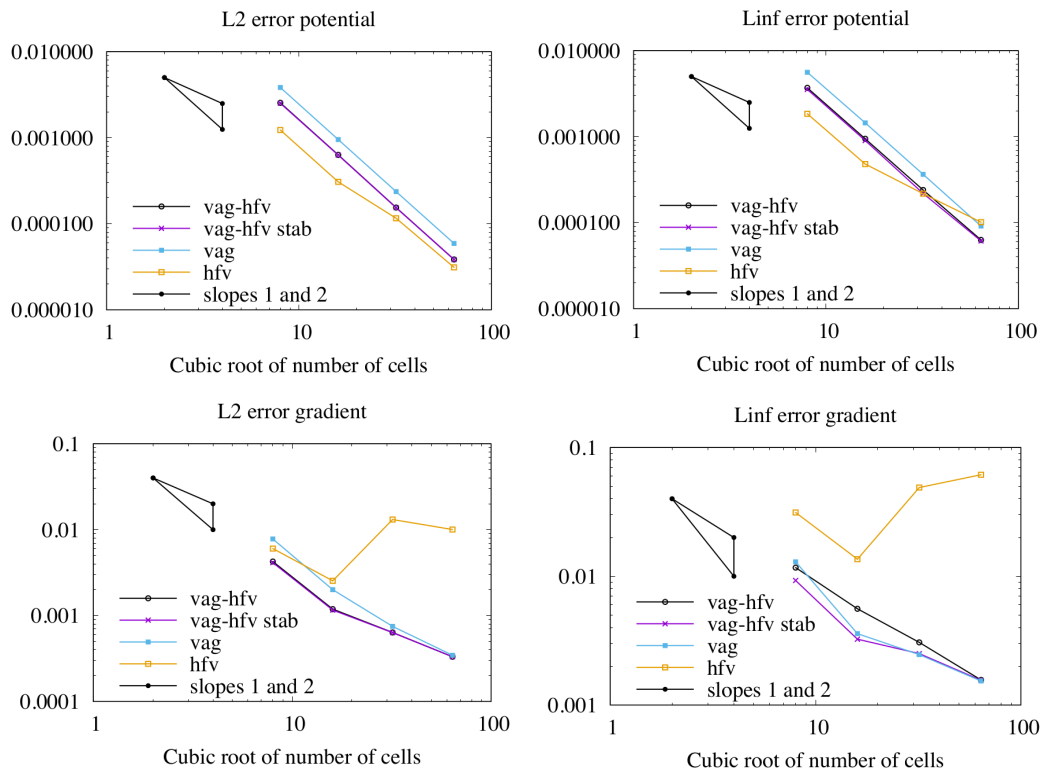 L2 error potential
0.010000
0.001000
0.000100
0.000010
vag-hfv
vag-hfv stab
vag
hfv
slopes 1 and 2
1 10 100
Cubic root of number of cells
Linf error potential
0.010000
0.001000
0.000100
0.000010
vag-hfv
vag-hfv stab
vag
hfv
slopes 1 and 2
1 10 100
Cubic root of number of cells
L2 error gradient
0.1
0.01
0.001
0.0001
vag-hfv
vag-hfv stab
vag
hfv
slopes 1 and 2
1 10 100
Cubic root of number of cells
Linf error gradient
0.1
0.01
0.001
vag-hfv
vag-hfv stab
vag
hfv
slopes 1 and 2
1 10 100
Cubic root of number of cells